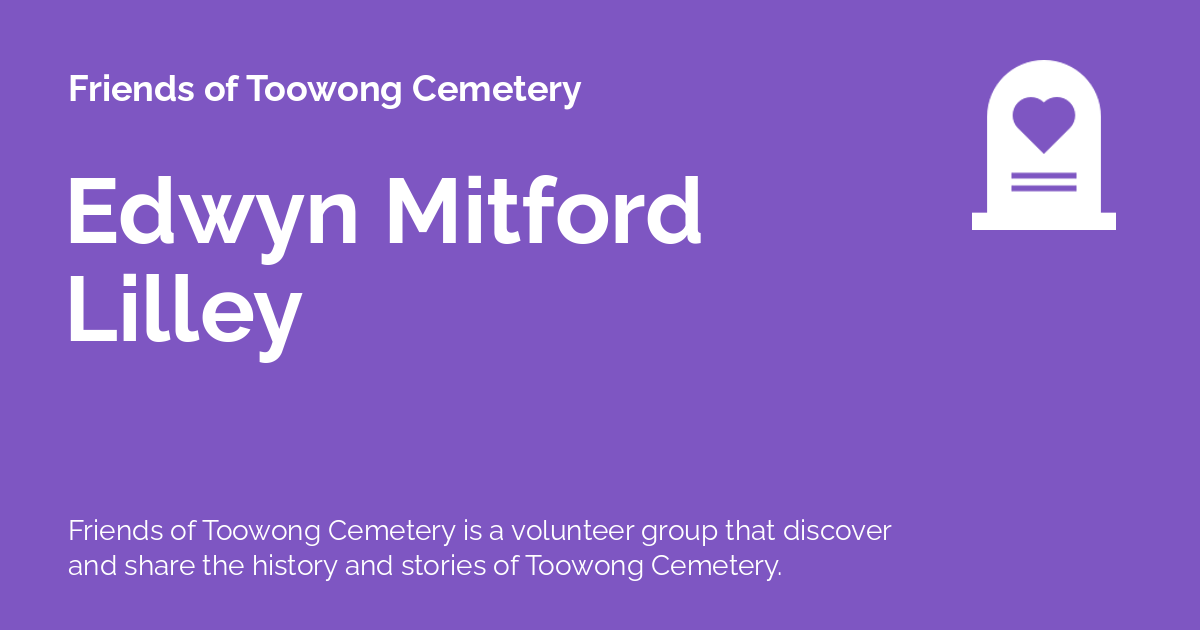 Friends of Toowong Cemetery
Edwyn Mitford
Lilley
Friends of Toowong Cemetery is a volunteer group that discover
and share the history and stories of Toowong Cemetery.